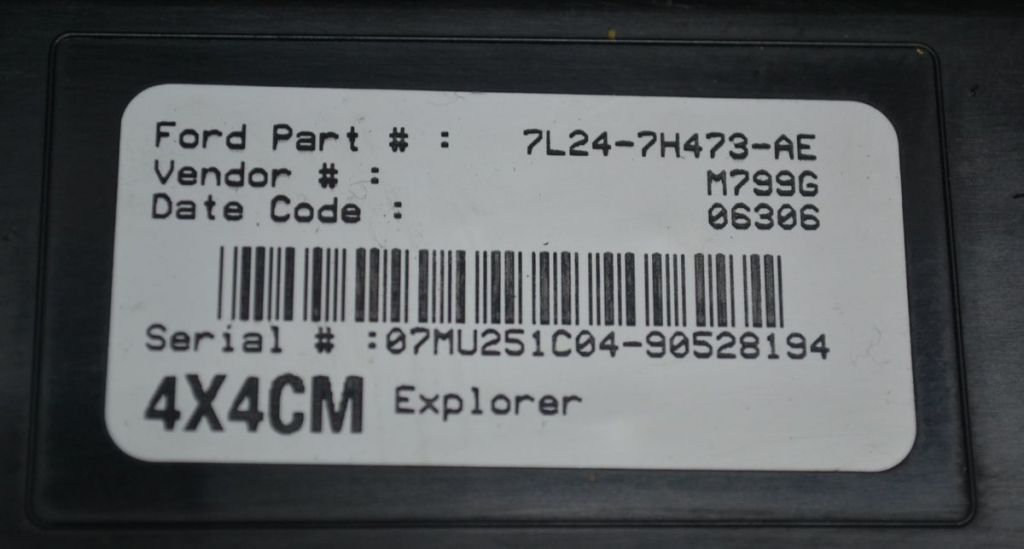 Ford Part # : 7L24-7H473-AE
Vendor # : M799G
Date Code : 06306
Serial # :07MU251C04-90528194
4X4CM Explorer